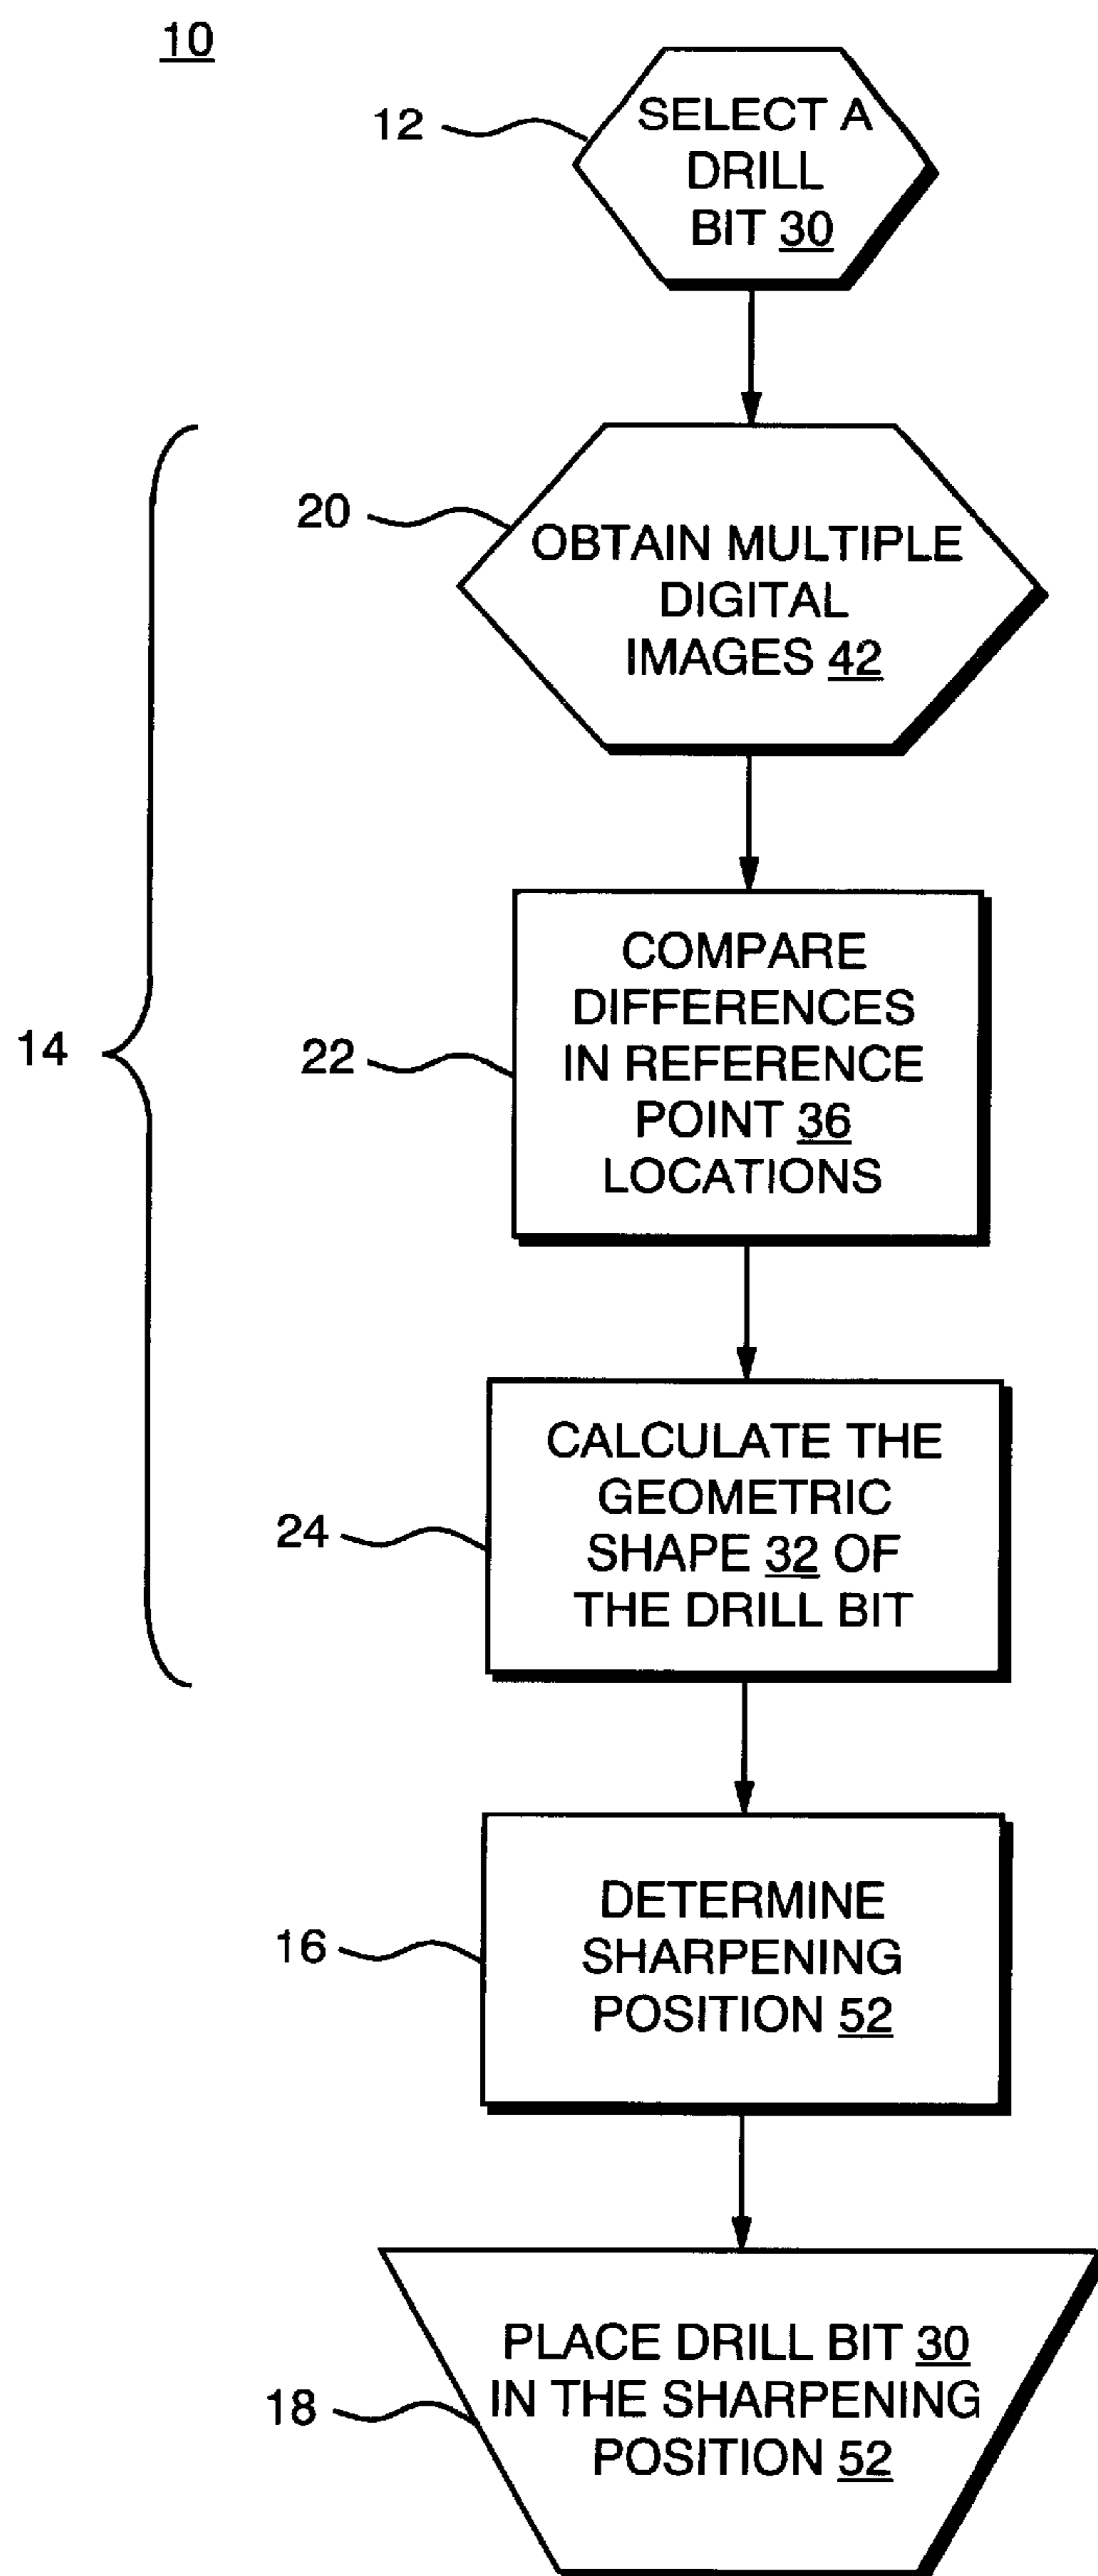 10
12
SELECT A
DRILL
BIT 30
14
20
OBTAIN MULTIPLE
DIGITAL
IMAGES 42
22
COMPARE
DIFFERENCES
IN REFERENCE
POINT 36
LOCATIONS
24
CALCULATE THE
GEOMETRIC
SHAPE 32 OF
THE DRILL BIT
16
DETERMINE
SHARPENING
POSITION 52
18
PLACE DRILL BIT 30
IN THE SHARPENING
POSITION 52